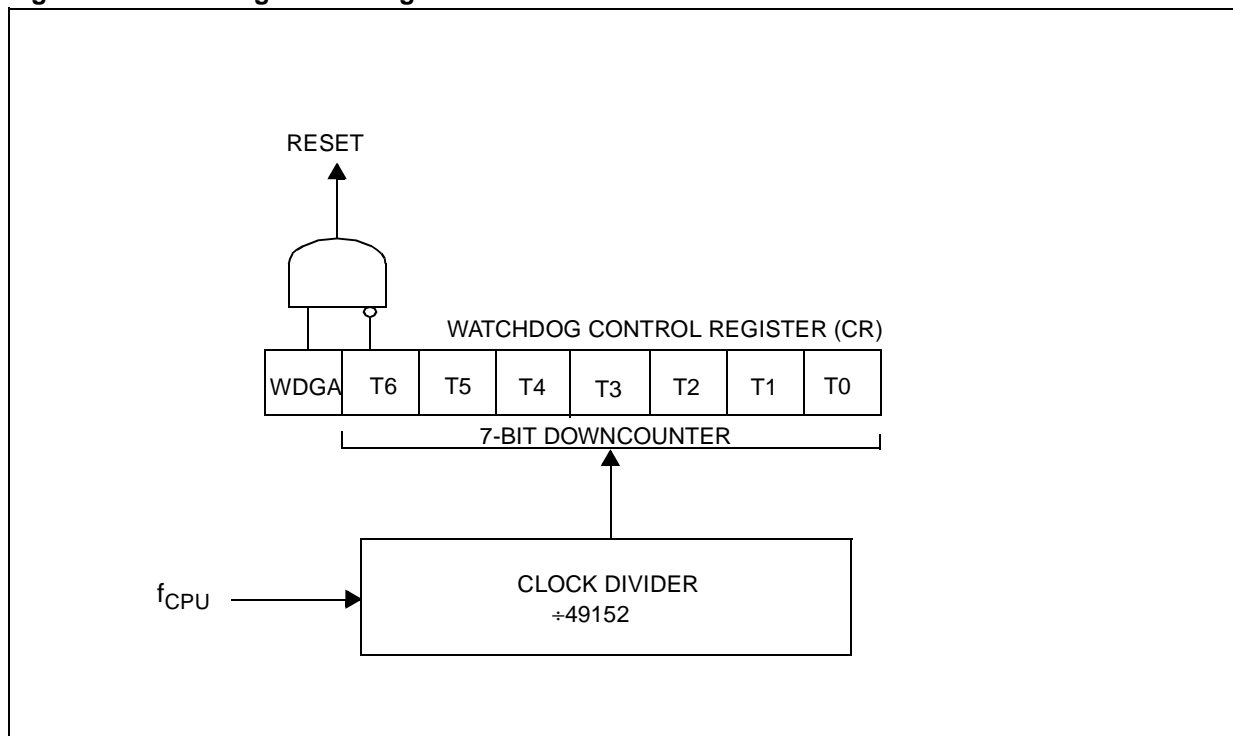 RESET
WATCHDOG CONTROL REGISTER (CR)
WDGA T6 T5 T4 T3 T2 T1 T0
7-BIT DOWNCOUNTER
fCPU
CLOCK DIVIDER
÷49152